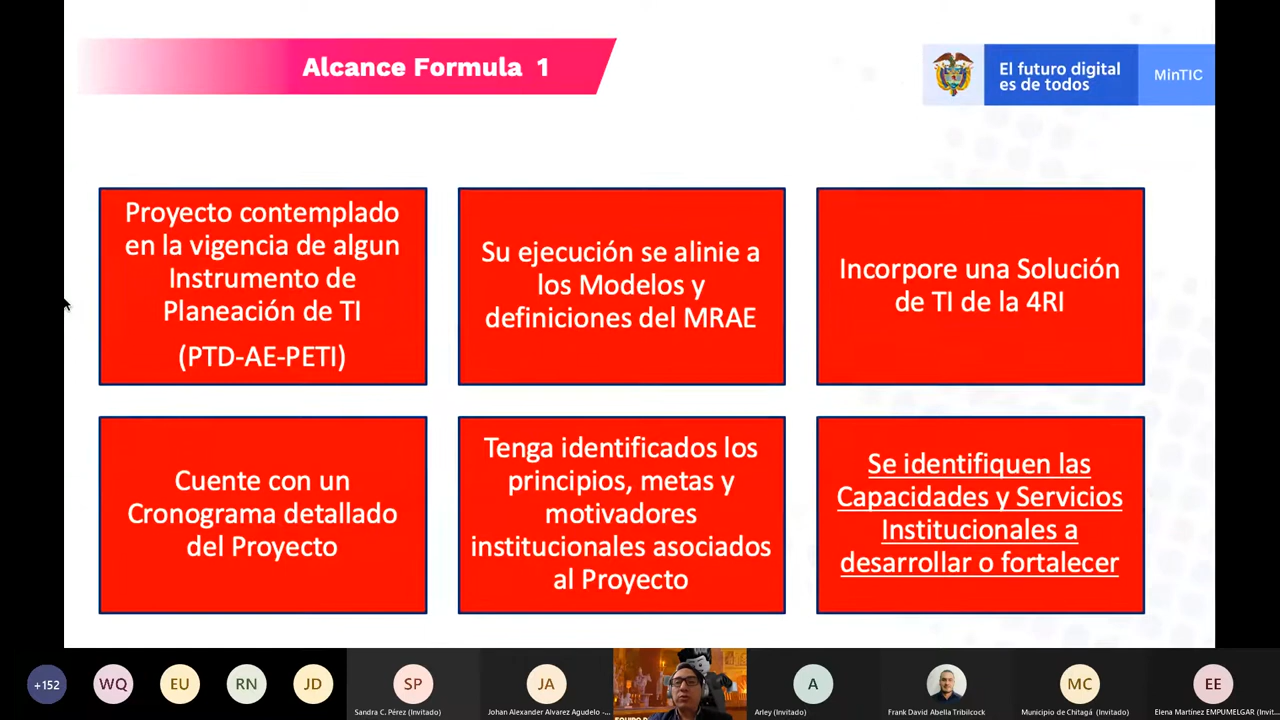 Alcance Formula 1
El futuro digital
es de todos
MinTIC
Proyecto contemplado
en la vigencia de algun
Instrumento de
Planeación de TI
(PTD-AE-PETI)
Su ejecución se alinie a
los Modelos y
definiciones del MRAE
Incorpore una Solución
de TI de la 4RI
Cuente con un
Cronograma detallado
del Proyecto
Tenga identificados los
principios, metas y
motivadores
institucionales asociados
al Proyecto
Se identifiquen las
Capacidades y Servicios
Institucionales a
desarrollar o fortalecer
+152
WQ
EU
RN
JD
SP
Sandra C. Pérez (Invitado)
JA
Johan Alexander Alvarez Agudelo -...
A
Arley (Invitado)
Frank David Abella Tribilcock
MC
Municipio de Chitagá (Invitado)
EE
Elena Martínez EMPUMELGAR (Invit...